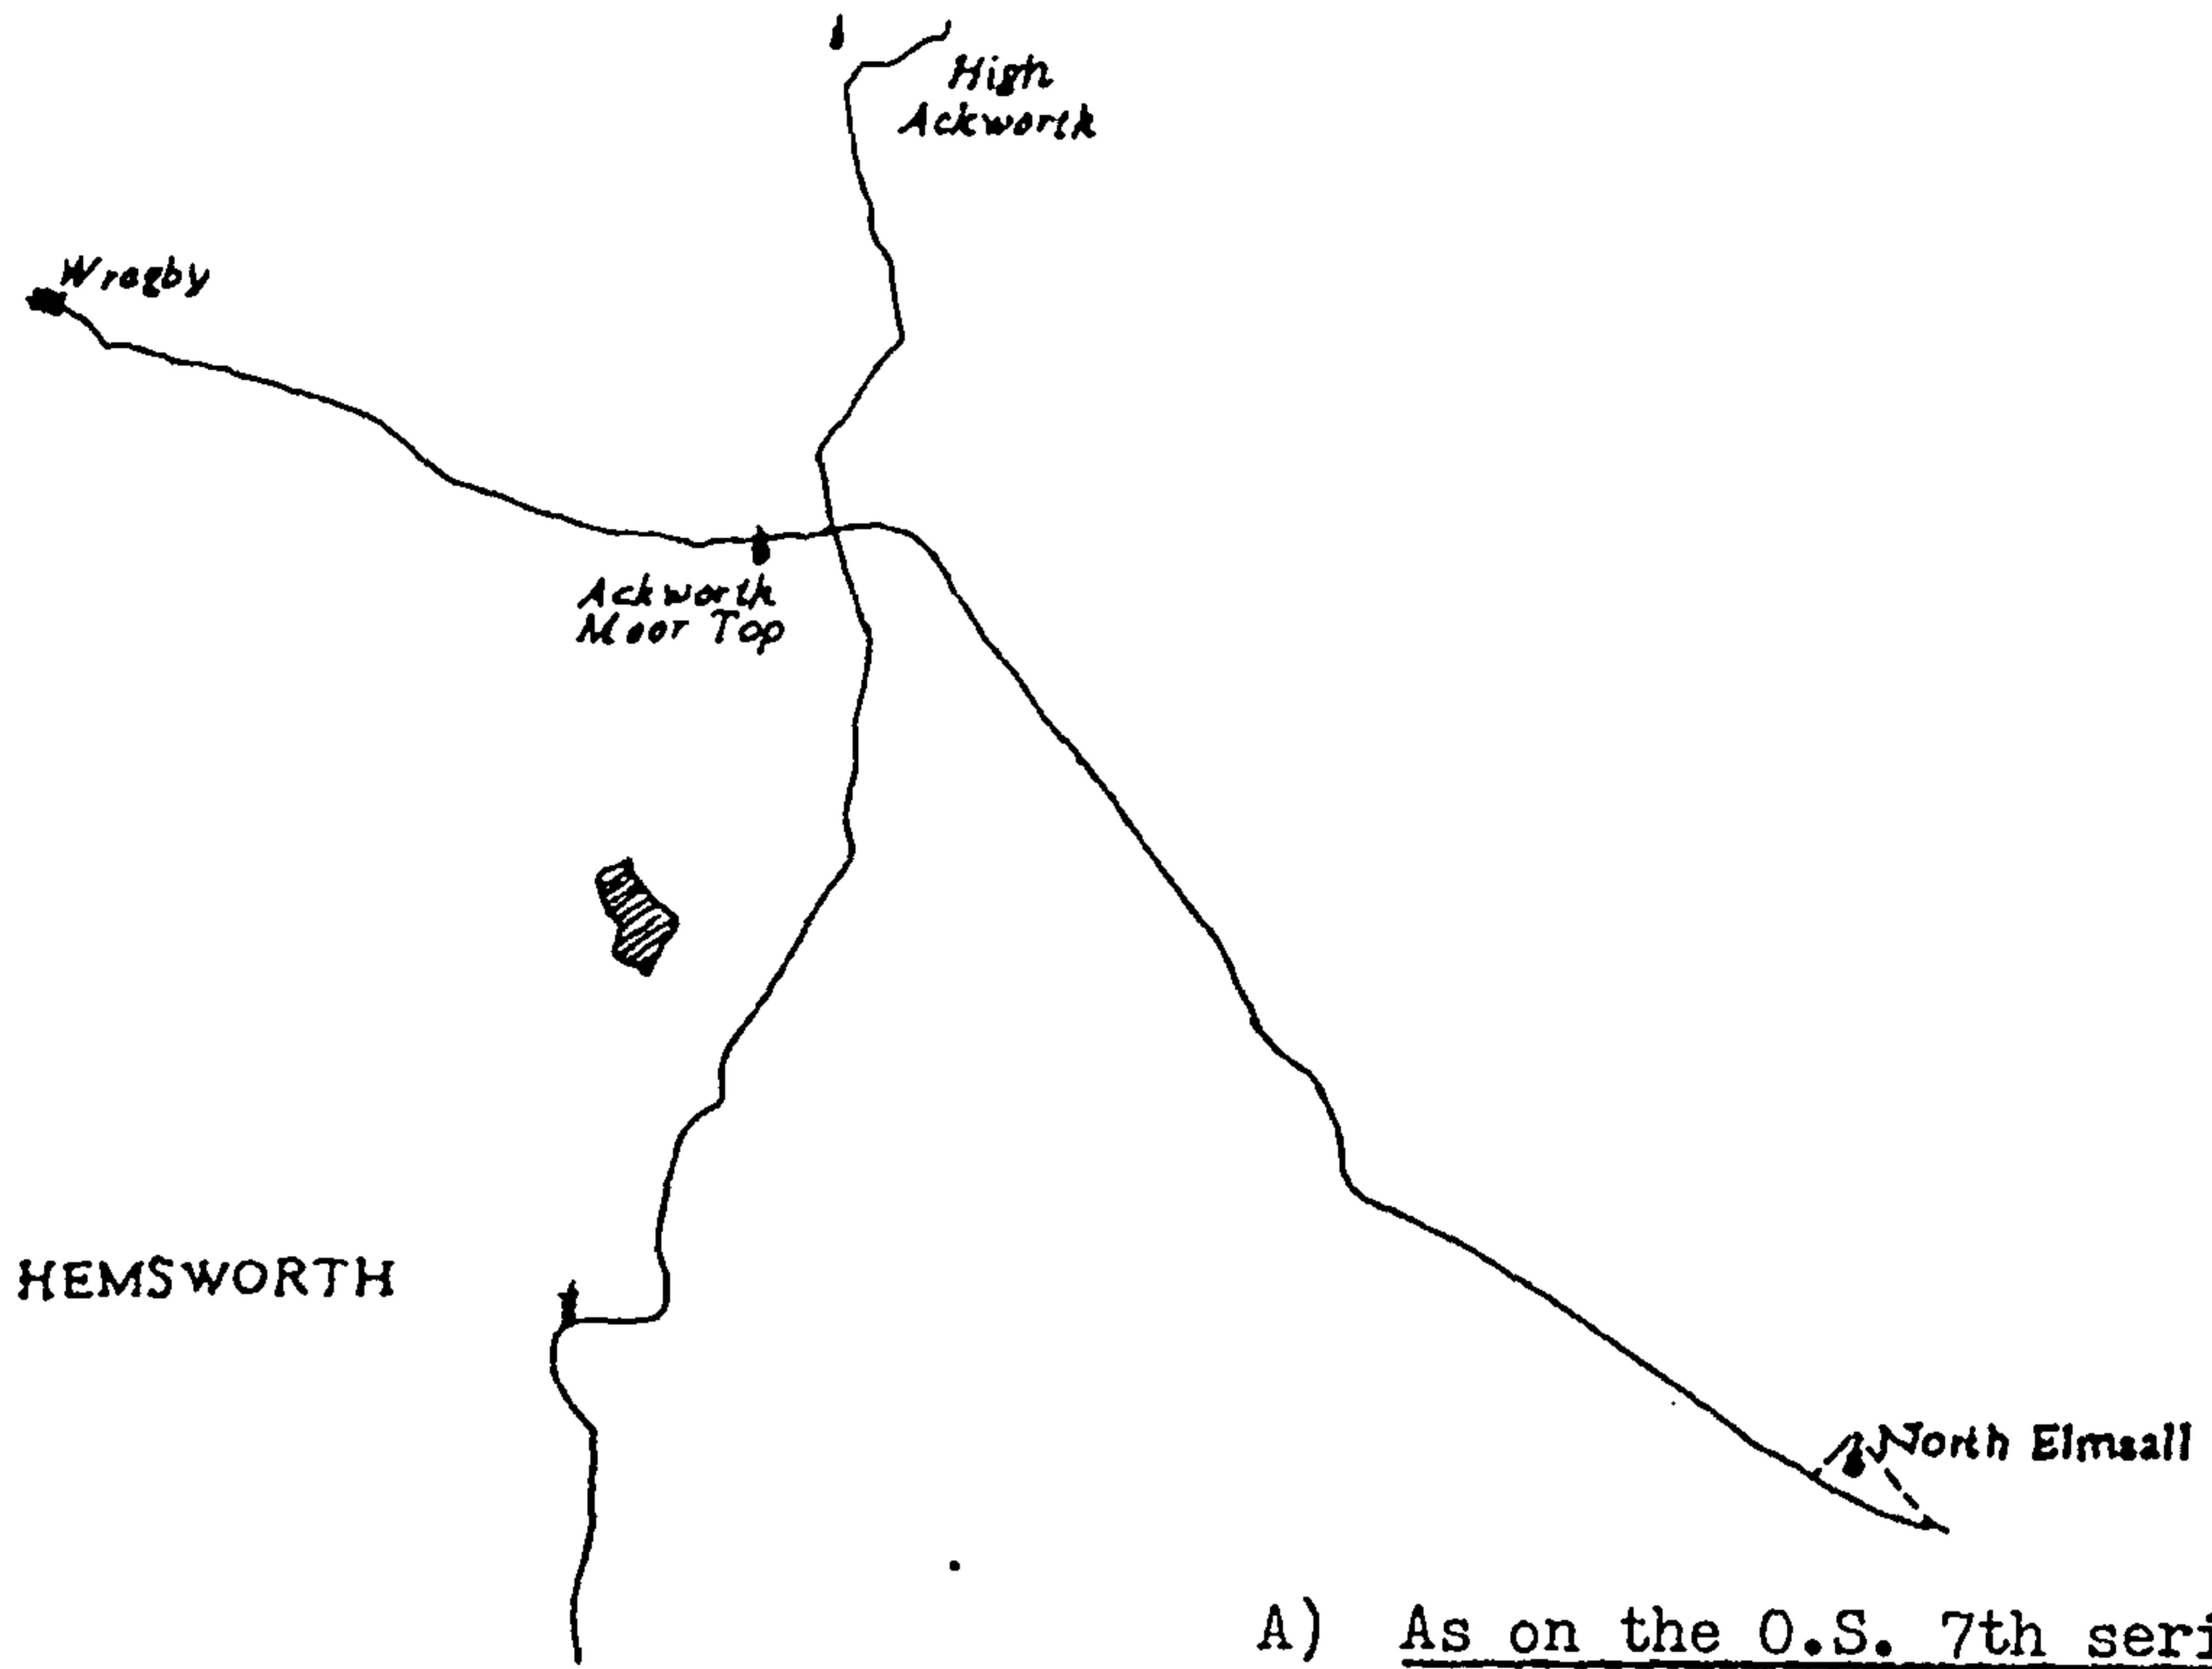 High
Ackworth
Wragby
Ackworth
Moor Top
HEMSWORTH
North Elmsall
A) As on the O.S. 7th seri